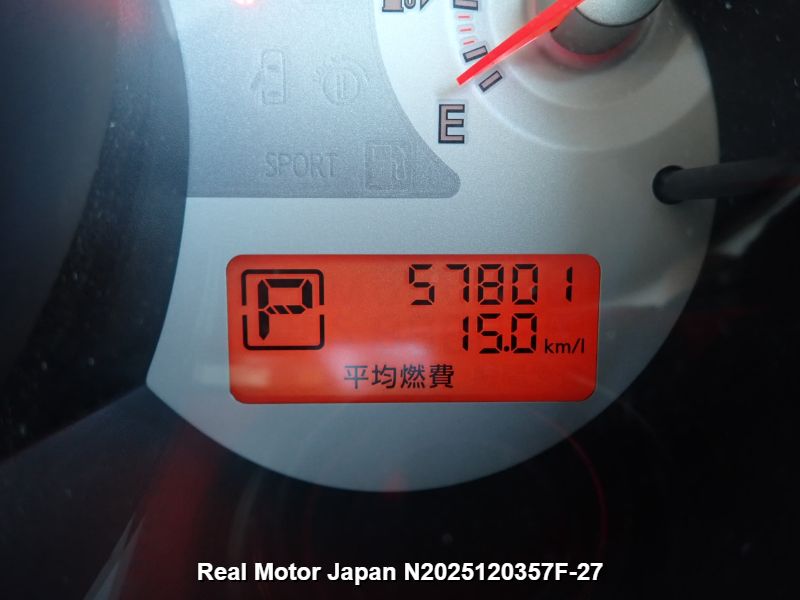 E
SPORT
P
57801
15.0 km/l
平均燃費
Real Motor Japan N2025120357F-27